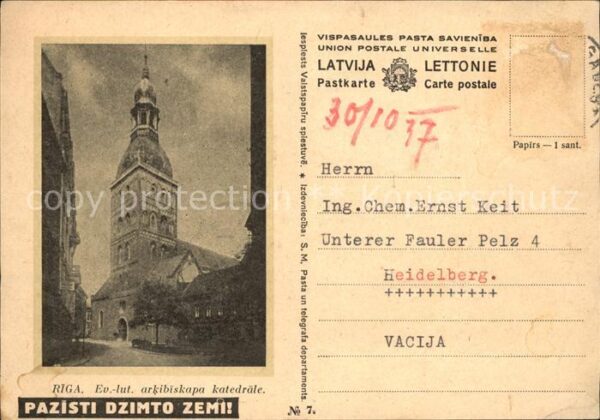 RIGA. Ev.-lut. arķibīskapa katedrāle.
PAZĪSTI DZIMTO ZEMI!
Iespiests Valstspapīru spiestuvē. * Izdevniecība: S. M. Pasta un telegrafa departaments.
VISPASAULES PASTA SAVIENĪBA
UNION POSTALE UNIVERSELLE
LATVIJA LETTONIE
Pastkarte Carte postale
Papīrs — 1 sant.
30/10 37
Herrn
Ing.Chem.Ernst Keit
Unterer Fauler Pelz 4
Heidelberg.
+++++++++++
VACIJA
№ 7.
copy protection